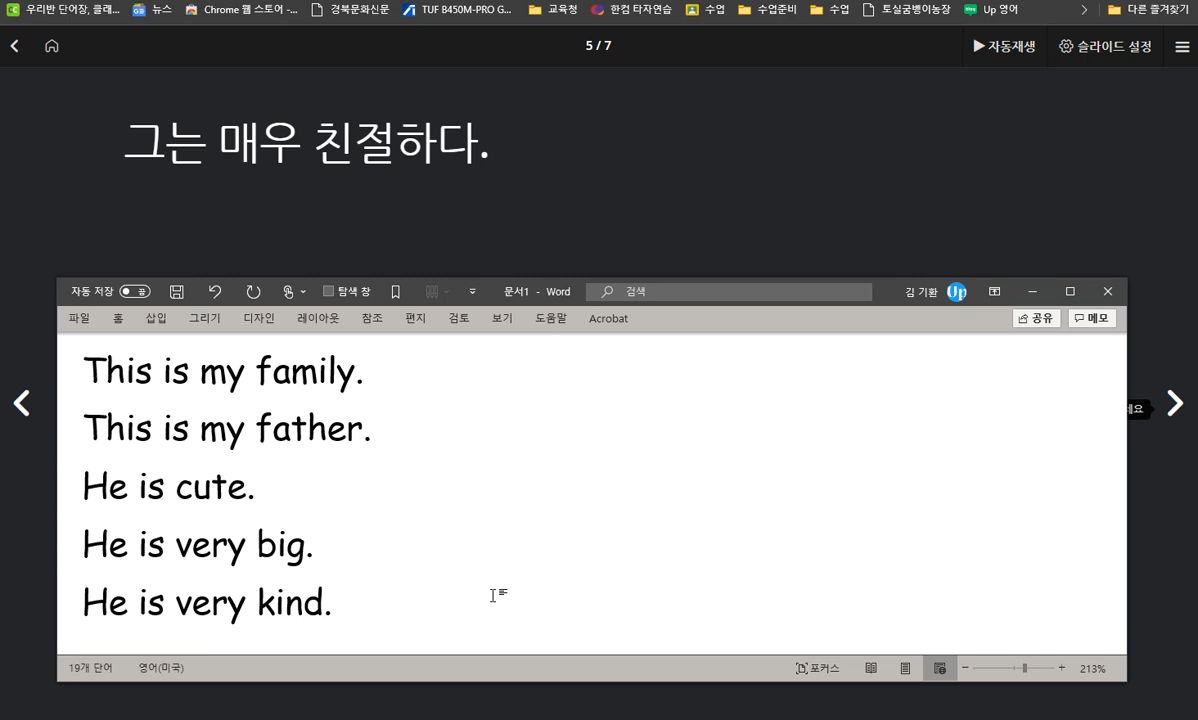 우리반 단어장, 클래... 뉴스 Chrome 웹 스토어 -... 경북문화신문 TUF B450M-PRO G... 교육청 한컴 타자연습 수업 수업준비 수업 토실굼벵이농장 Up 영어 다른 즐겨찾기
5 / 7 자동재생 슬라이드 설정
그는 매우 친절하다.
자동 저장 끔 탐색 창 문서1 - Word 검색 김 기환 Up
파일 홈 삽입 그리기 디자인 레이아웃 참조 편지 검토 보기 도움말 Acrobat 공유 메모
This is my family.
This is my father.
세요
He is cute.
He is very big.
He is very kind.
19개 단어 영어(미국) 포커스 213%